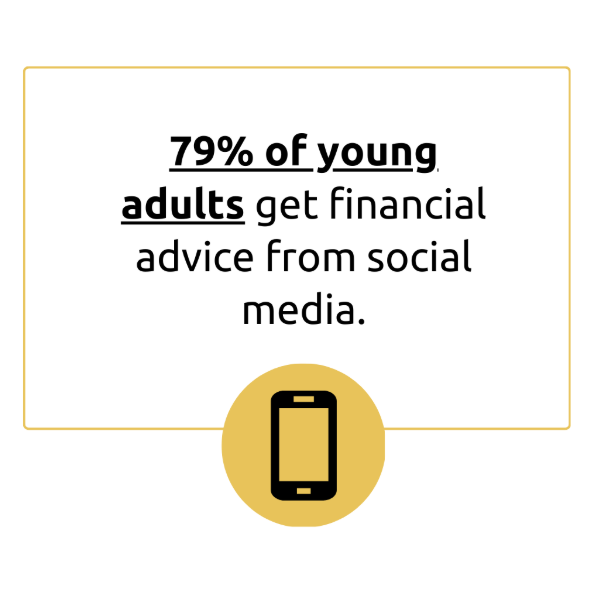 79% of young
adults get financial
advice from social
media.